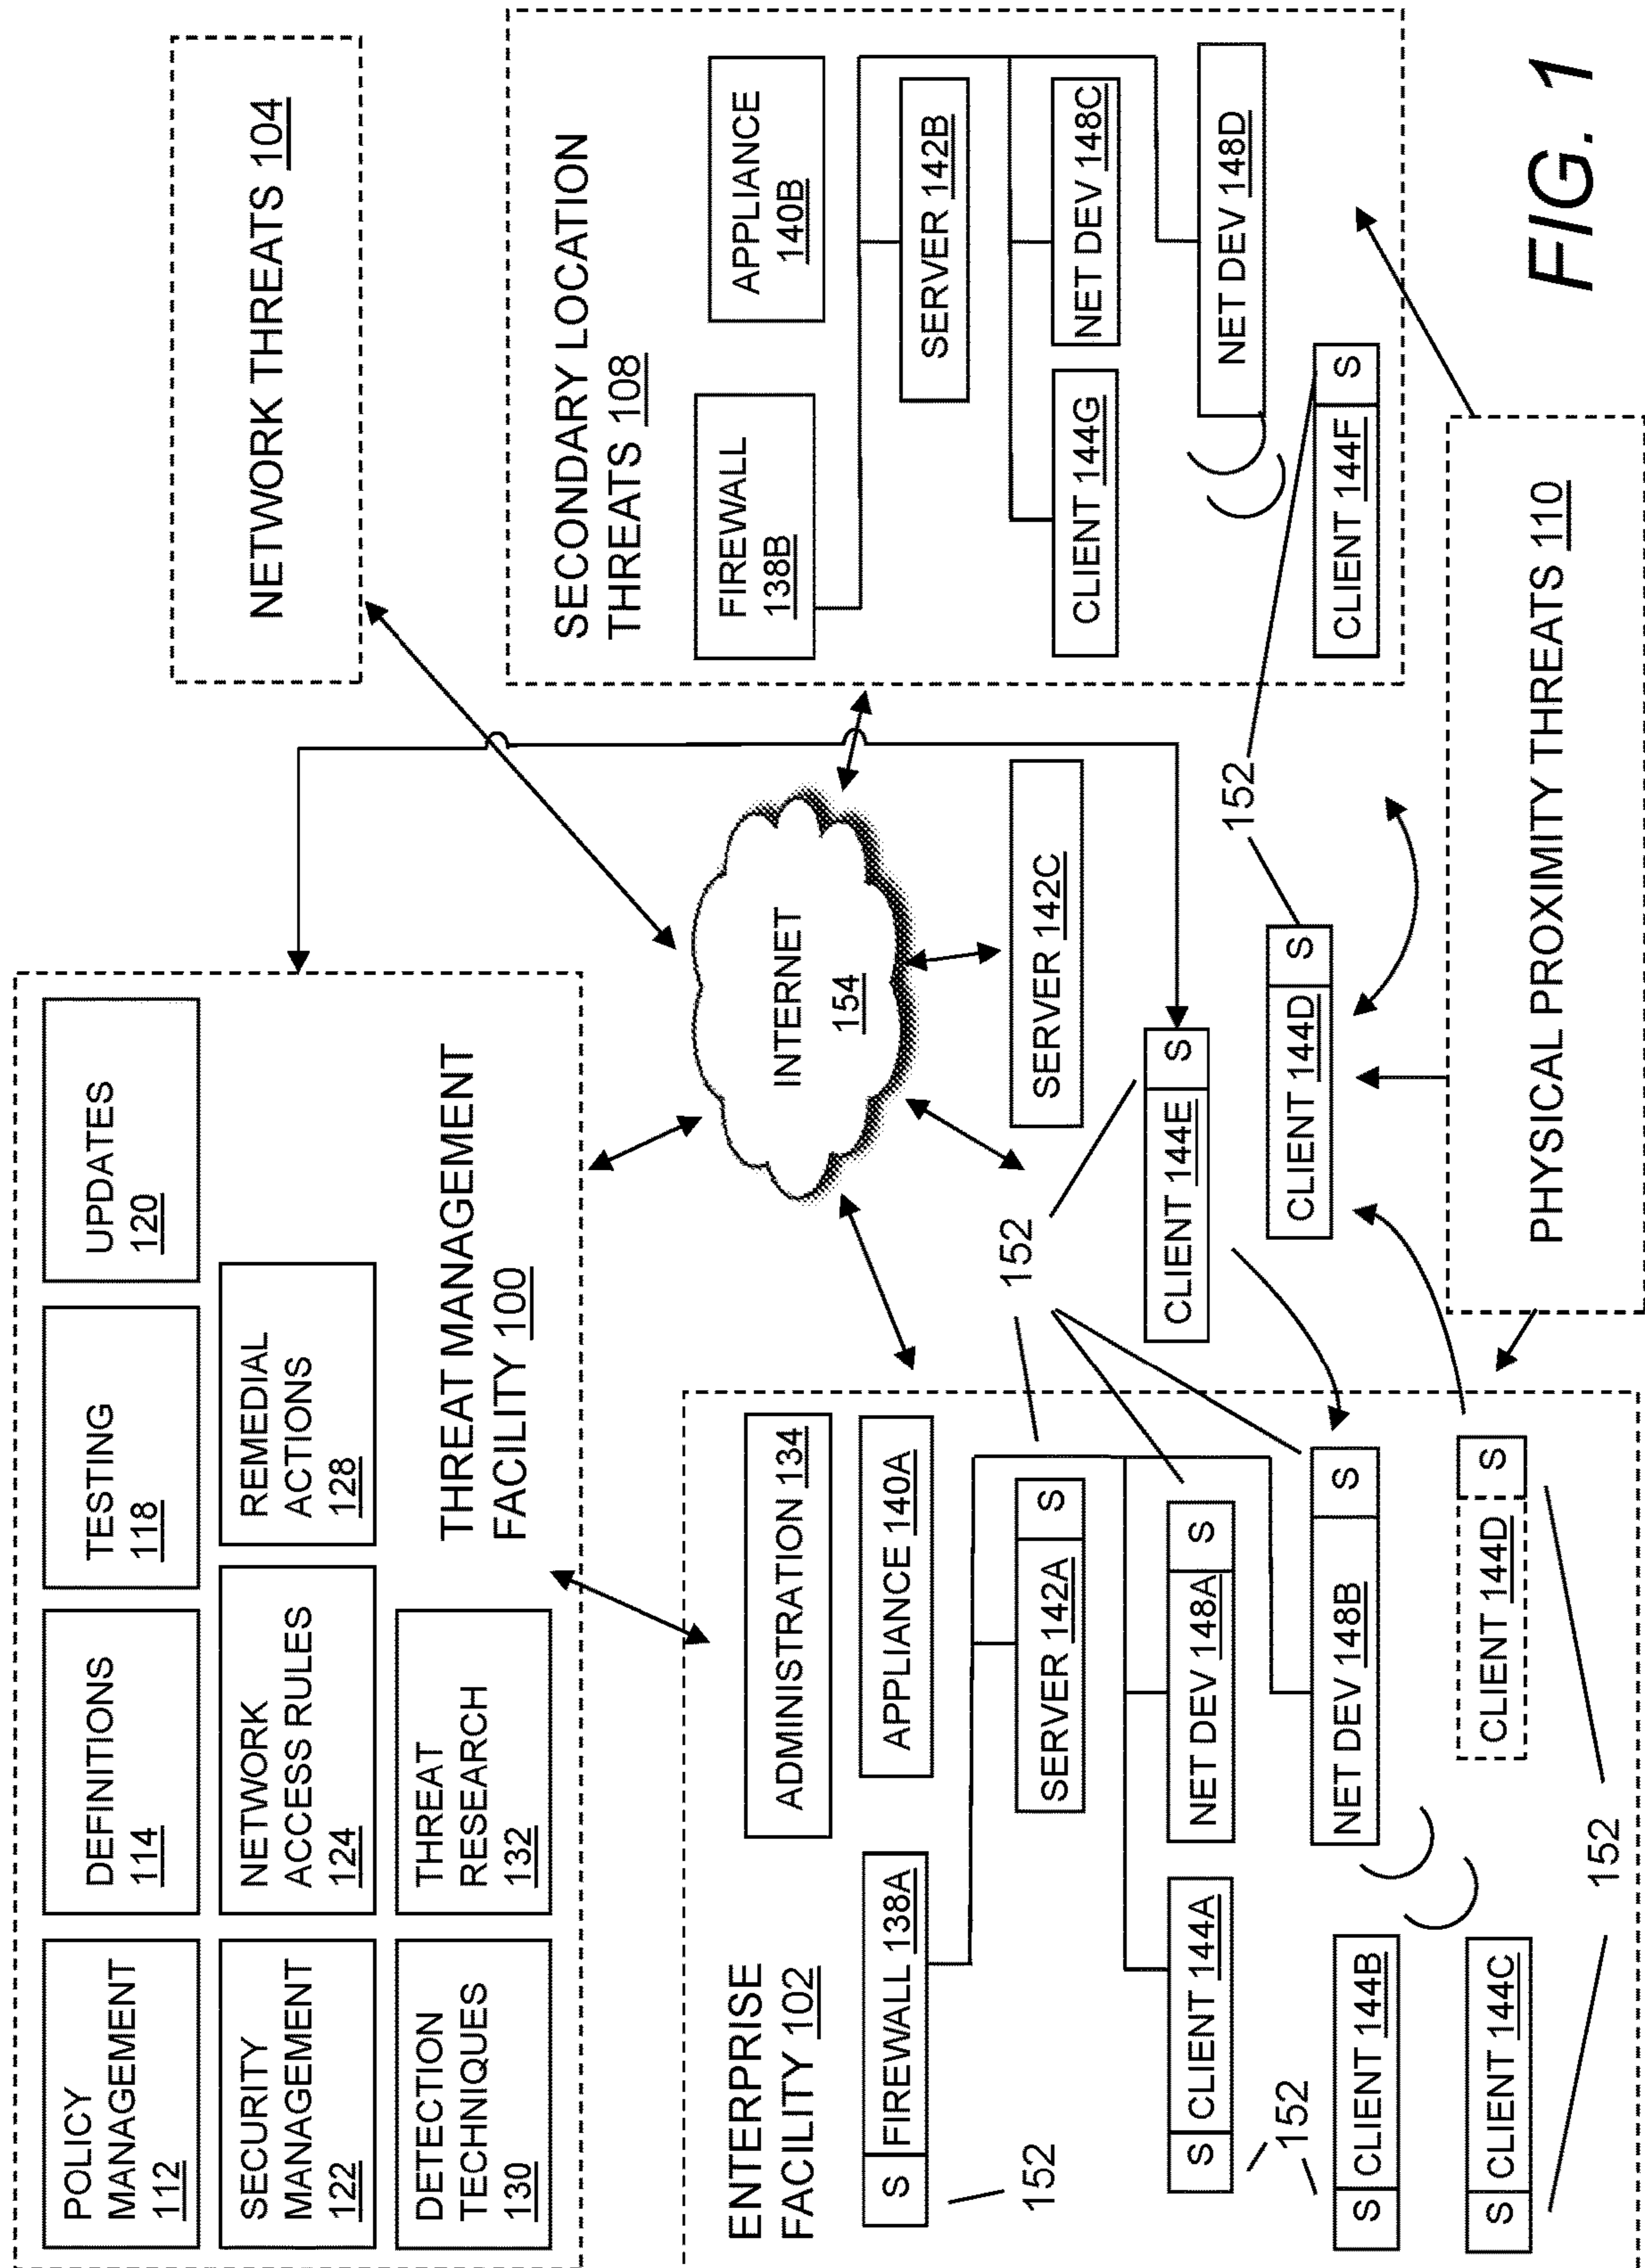 POLICY
MANAGEMENT
112
DEFINITIONS
114
TESTING
118
UPDATES
120
SECURITY
MANAGEMENT
122
NETWORK
ACCESS RULES
124
REMEDIAL
ACTIONS
128
DETECTION
TECHNIQUES
130
THREAT
RESEARCH
132
THREAT MANAGEMENT
FACILITY 100
NETWORK THREATS 104
ENTERPRISE
FACILITY 102
ADMINISTRATION 134
S FIREWALL 138A
APPLIANCE 140A
152
SERVER 142A S
S CLIENT 144A
NET DEV 148A S
152
S CLIENT 144B
NET DEV 148B S
S CLIENT 144C
CLIENT 144D S
152
INTERNET
154
SERVER 142C
152
CLIENT 144E S
CLIENT 144D S
152
SECONDARY LOCATION
THREATS 108
FIREWALL
138B
APPLIANCE
140B
SERVER 142B
CLIENT 144G
NET DEV 148C
NET DEV 148D
CLIENT 144F S
PHYSICAL PROXIMITY THREATS 110
FIG. 1